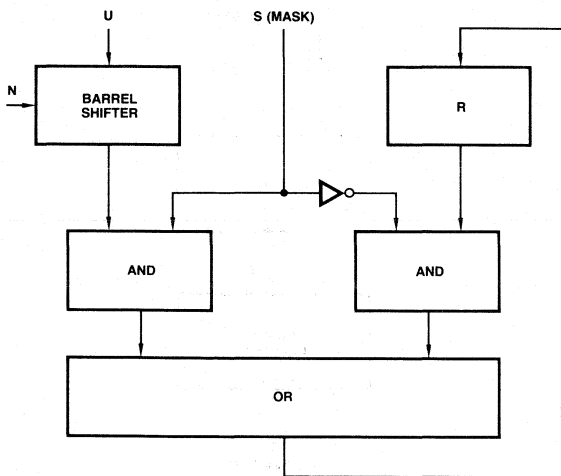 U
S (MASK)
N
BARREL
SHIFTER
R
AND
AND
OR